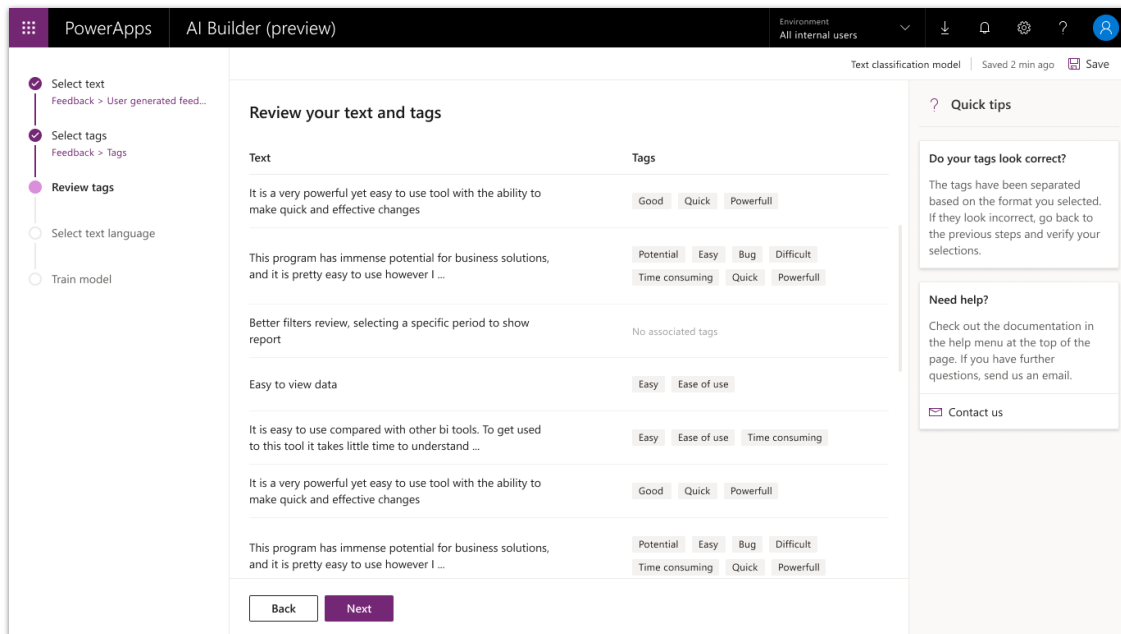 PowerApps
AI Builder (preview)
Environment
All internal users
?
Text classification model
Saved 2 min ago
Save
Select text
Feedback > User generated feed...
Select tags
Feedback > Tags
Review tags
Select text language
Train model
Review your text and tags
Text
Tags
It is a very powerful yet easy to use tool with the ability to
make quick and effective changes
Good Quick Powerfull
This program has immense potential for business solutions,
and it is pretty easy to use however I ...
Potential Easy Bug Difficult
Time consuming Quick Powerfull
Better filters review, selecting a specific period to show
report
No associated tags
Easy to view data
Easy Ease of use
It is easy to use compared with other bi tools. To get used
to this tool it takes little time to understand ...
Easy Ease of use Time consuming
It is a very powerful yet easy to use tool with the ability to
make quick and effective changes
Good Quick Powerfull
This program has immense potential for business solutions,
and it is pretty easy to use however I ...
Potential Easy Bug Difficult
Time consuming Quick Powerfull
Back
Next
? Quick tips
Do your tags look correct?
The tags have been separated
based on the format you selected.
If they look incorrect, go back to
the previous steps and verify your
selections.
Need help?
Check out the documentation in
the help menu at the top of the
page. If you have further
questions, send us an email.
Contact us